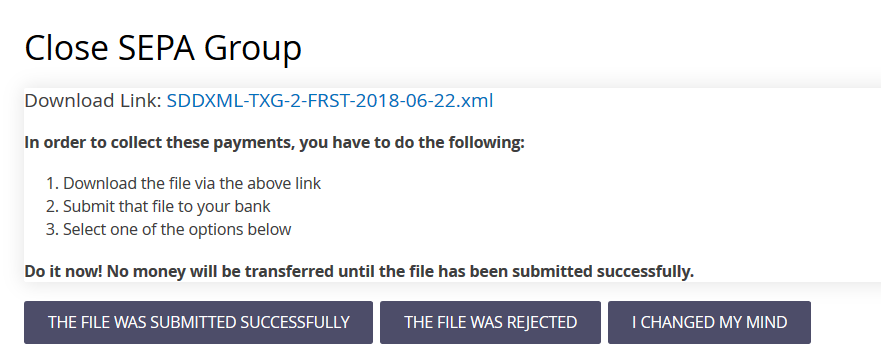 Close SEPA Group
Download Link: SDDXML-TXG-2-FRST-2018-06-22.xml
In order to collect these payments, you have to do the following:
1. Download the file via the above link
2. Submit that file to your bank
3. Select one of the options below
Do it now! No money will be transferred until the file has been submitted successfully.
THE FILE WAS SUBMITTED SUCCESSFULLY THE FILE WAS REJECTED I CHANGED MY MIND